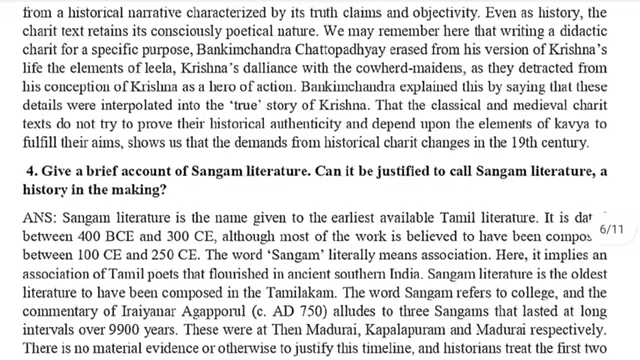 from a historical narrative characterized by its truth claims and objectivity. Even as history, the
charit text retains its consciously poetical nature. We may remember here that writing a didactic
charit for a specific purpose, Bankimchandra Chattopadhyay erased from his version of Krishna's
life the elements of leela, Krishna's dalliance with the cowherd-maidens, as they detracted from
his conception of Krishna as a hero of action. Bankimchandra explained this by saying that these
details were interpolated into the 'true' story of Krishna. That the classical and medieval charit
texts do not try to prove their historical authenticity and depend upon the elements of kavya to
fulfill their aims, shows us that the demands from historical charit changes in the 19th century.
4. Give a brief account of Sangam literature. Can it be justified to call Sangam literature, a
history in the making?
ANS: Sangam literature is the name given to the earliest available Tamil literature. It is
between 400 BCE and 300 CE, although most of the work is believed to have been
6/11
between 100 CE and 250 CE. The word 'Sangam' literally means association. Here, it implies an
association of Tamil poets that flourished in ancient southern India. Sangam literature is the oldest
literature to have been composed in the Tamilakam. The word Sangam refers to college, and the
commentary of Iraiyanar Agapporul (c. AD 750) alludes to three Sangams that lasted at long
intervals over 9900 years. These were at Then Madurai, Kapalapuram and Madurai respectively.
There is no material evidence or otherwise to justify this timeline, and historians treat the first two